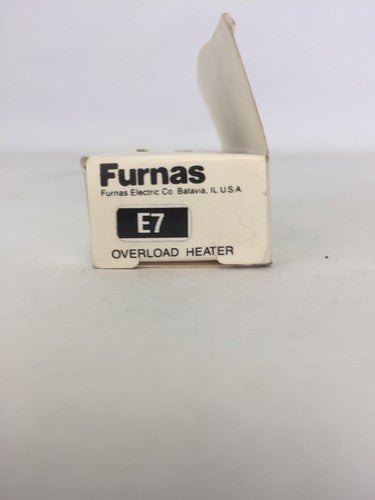 Furnas
Furnas Electric Co. Batavia, IL U.S.A.
E7
OVERLOAD HEATER